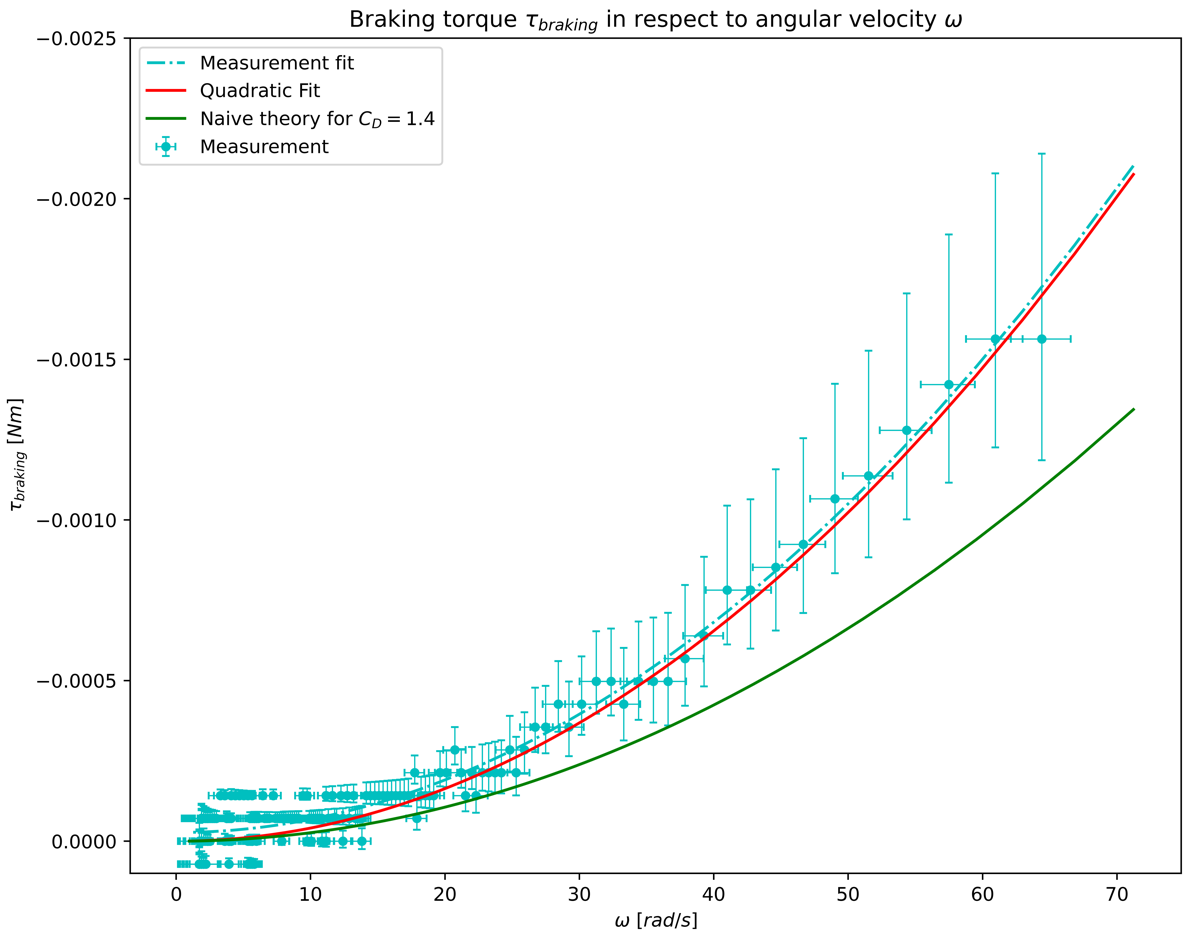 Braking torque τ_braking in respect to angular velocity ω
−0.0025
−0.0020
−0.0015
−0.0010
−0.0005
0.0000
τ_braking [Nm]
Measurement fit
Quadratic Fit
Naive theory for C_D = 1.4
Measurement
0 10 20 30 40 50 60 70
ω [rad/s]